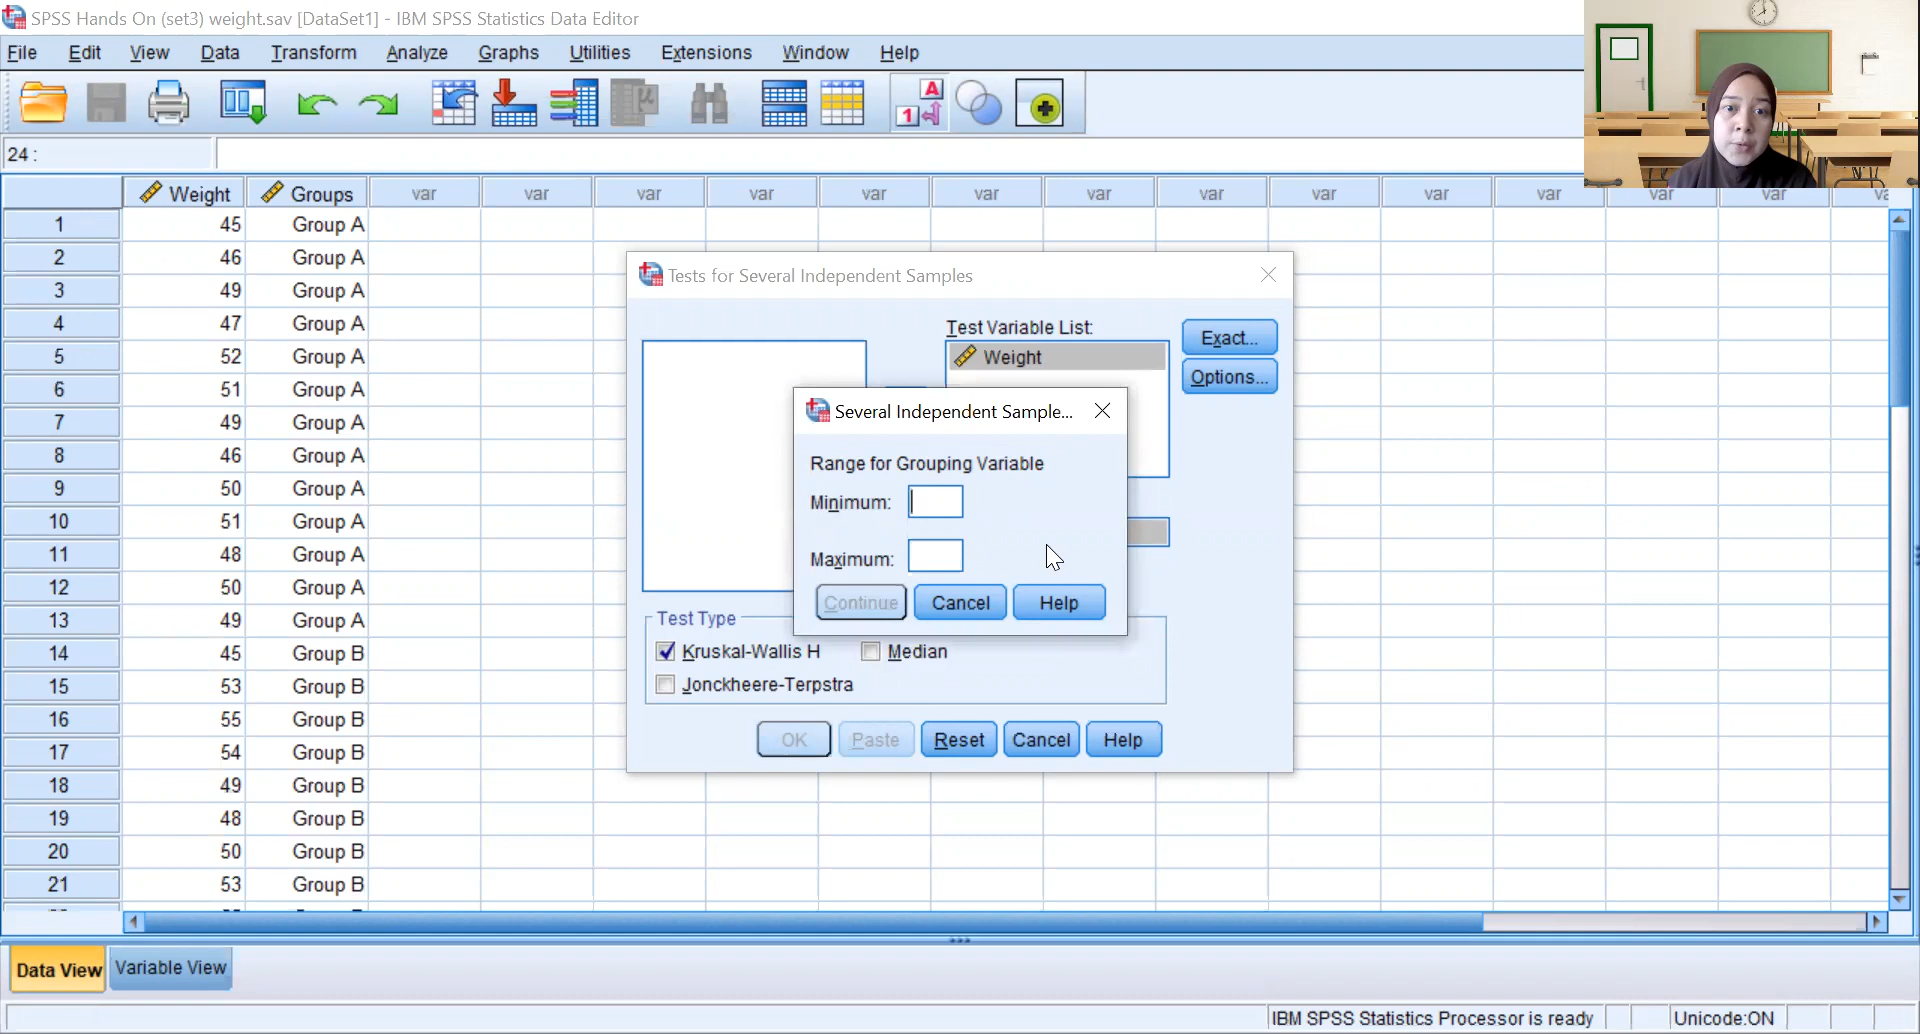 SPSS Hands On (set3) weight.sav [DataSet1] - IBM SPSS Statistics Data Editor
File Edit View Data Transform Analyze Graphs Utilities Extensions Window Help
A
1
24 :
Weight Groups var var var var var var var var var var var var var
1 45 Group A
2 46 Group A
3 49 Group A
4 47 Group A
5 52 Group A
6 51 Group A
7 49 Group A
8 46 Group A
9 50 Group A
10 51 Group A
11 48 Group A
12 50 Group A
13 49 Group A
14 45 Group B
15 53 Group B
16 55 Group B
17 54 Group B
18 49 Group B
19 48 Group B
20 50 Group B
21 53 Group B
Tests for Several Independent Samples
Test Variable List:
Weight
Exact...
Options...
Several Independent Sample...
Range for Grouping Variable
Minimum:
Maximum:
Continue Cancel Help
Test Type
Kruskal-Wallis H Median
Jonckheere-Terpstra
OK Paste Reset Cancel Help
Data View Variable View
IBM SPSS Statistics Processor is ready Unicode:ON